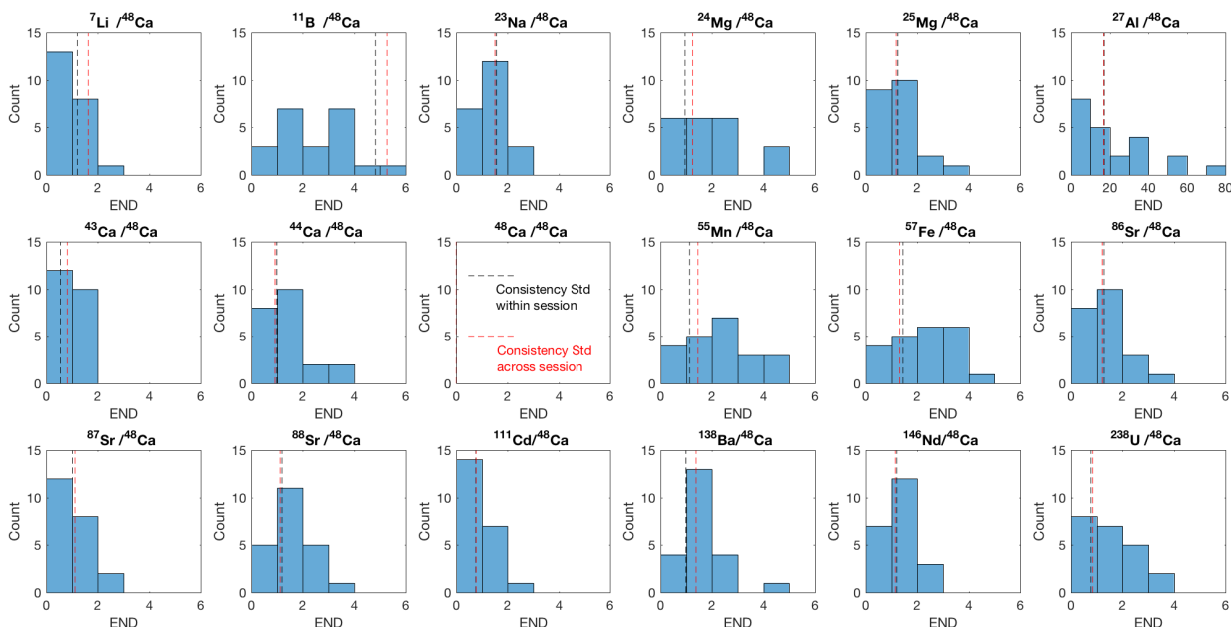 ⁷Li /⁴⁸Ca
15
10
5
0
Count
0 2 4 6
END
¹¹B /⁴⁸Ca
15
10
5
0
Count
0 2 4 6
END
²³Na /⁴⁸Ca
15
10
5
0
Count
0 2 4 6
END
²⁴Mg /⁴⁸Ca
15
10
5
0
Count
0 2 4 6
END
²⁵Mg /⁴⁸Ca
15
10
5
0
Count
0 2 4 6
END
²⁷Al /⁴⁸Ca
15
10
5
0
Count
0 20 40 60 80
END
⁴³Ca /⁴⁸Ca
15
10
5
0
Count
0 2 4 6
END
⁴⁴Ca /⁴⁸Ca
15
10
5
0
Count
0 2 4 6
END
⁴⁸Ca /⁴⁸Ca
15
10
5
0
Count
Consistency Std
within session
Consistency Std
across session
0 2 4 6
END
⁵⁵Mn /⁴⁸Ca
15
10
5
0
Count
0 2 4 6
END
⁵⁷Fe /⁴⁸Ca
15
10
5
0
Count
0 2 4 6
END
⁸⁶Sr /⁴⁸Ca
15
10
5
0
Count
0 2 4 6
END
⁸⁷Sr /⁴⁸Ca
15
10
5
0
Count
0 2 4 6
END
⁸⁸Sr /⁴⁸Ca
15
10
5
0
Count
0 2 4 6
END
¹¹¹Cd/⁴⁸Ca
15
10
5
0
Count
0 2 4 6
END
¹³⁸Ba/⁴⁸Ca
15
10
5
0
Count
0 2 4 6
END
¹⁴⁶Nd/⁴⁸Ca
15
10
5
0
Count
0 2 4 6
END
²³⁸U /⁴⁸Ca
15
10
5
0
Count
0 2 4 6
END